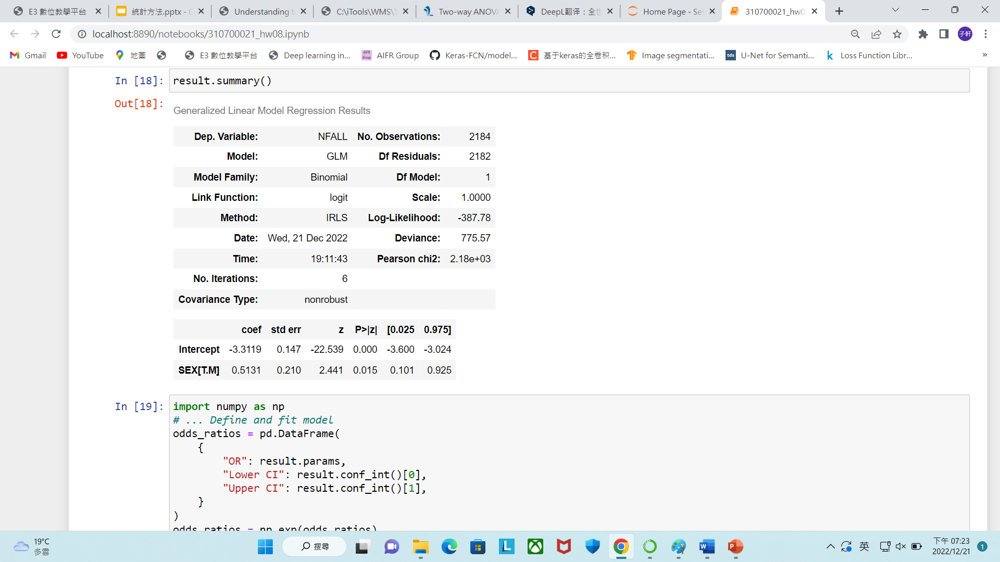 E3 數位教學平台
統計方法.pptx - G
Understanding t
C:\iTools\WMS\T
Two-way ANOVA
DeepL翻译：全世
Home Page - Sel
310700021_hw0
localhost:8890/notebooks/310700021_hw08.ipynb
子軒
Gmail
YouTube
地圖
E3 數位教學平台
Deep learning in...
AIFR Group
AIFR Group
Keras-FCN/model...
C
基于keras的全卷积...
Image segmentati...
tds
U-Net for Semanti...
k
Loss Function Libr...
»
In [18]: result.summary()
Out[18]:
Generalized Linear Model Regression Results
Dep. Variable: NFALL No. Observations: 2184
Model: GLM Df Residuals: 2182
Model Family: Binomial Df Model: 1
Link Function: logit Scale: 1.0000
Method: IRLS Log-Likelihood: -387.78
Date: Wed, 21 Dec 2022 Deviance: 775.57
Time: 19:11:43 Pearson chi2: 2.18e+03
No. Iterations: 6
Covariance Type: nonrobust
coef std err z P>|z| [0.025 0.975]
Intercept -3.3119 0.147 -22.539 0.000 -3.600 -3.024
SEX[T.M] 0.5131 0.210 2.441 0.015 0.101 0.925
In [19]: import numpy as np
# ... Define and fit model
odds_ratios = pd.DataFrame(
{
"OR": result.params,
"Lower CI": result.conf_int()[0],
"Upper CI": result.conf_int()[1],
}
)
odds_ratios = np.exp(odds_ratios)
19°C
多雲
搜尋
L
W
P
英
下午 07:23
2022/12/21
1